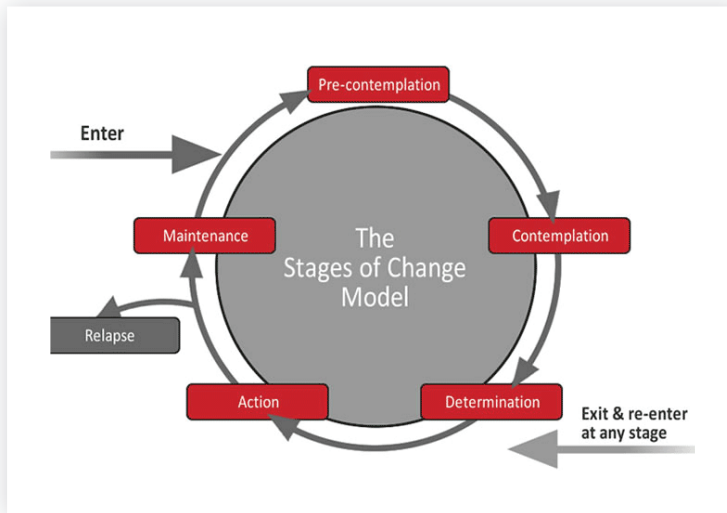 Pre-contemplation
Enter
Maintenance
The
Stages of Change
Model
Contemplation
Relapse
Action
Determination
Exit & re-enter
at any stage